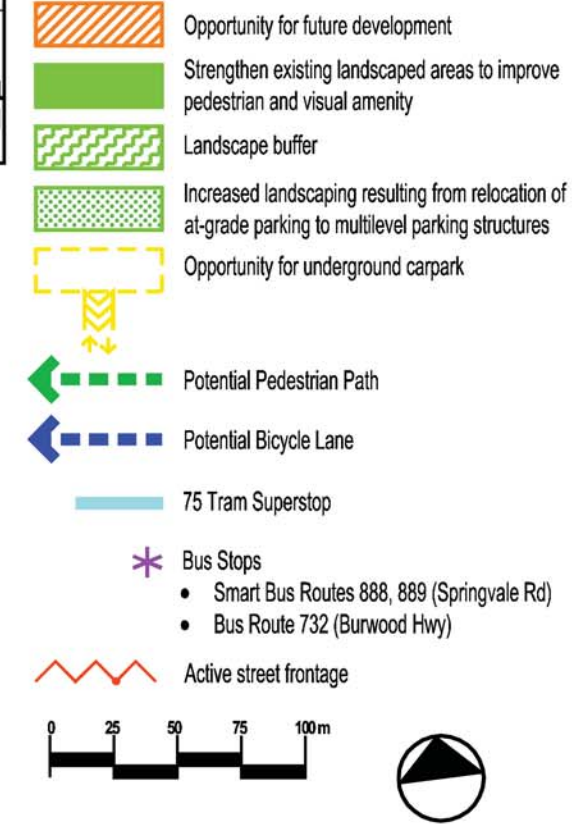 Opportunity for future development
Strengthen existing landscaped areas to improve
pedestrian and visual amenity
Landscape buffer
Increased landscaping resulting from relocation of
at-grade parking to multilevel parking structures
Opportunity for underground carpark
Potential Pedestrian Path
Potential Bicycle Lane
75 Tram Superstop
Bus Stops
• Smart Bus Routes 888, 889 (Springvale Rd)
• Bus Route 732 (Burwood Hwy)
Active street frontage
0 25 50 75 100m